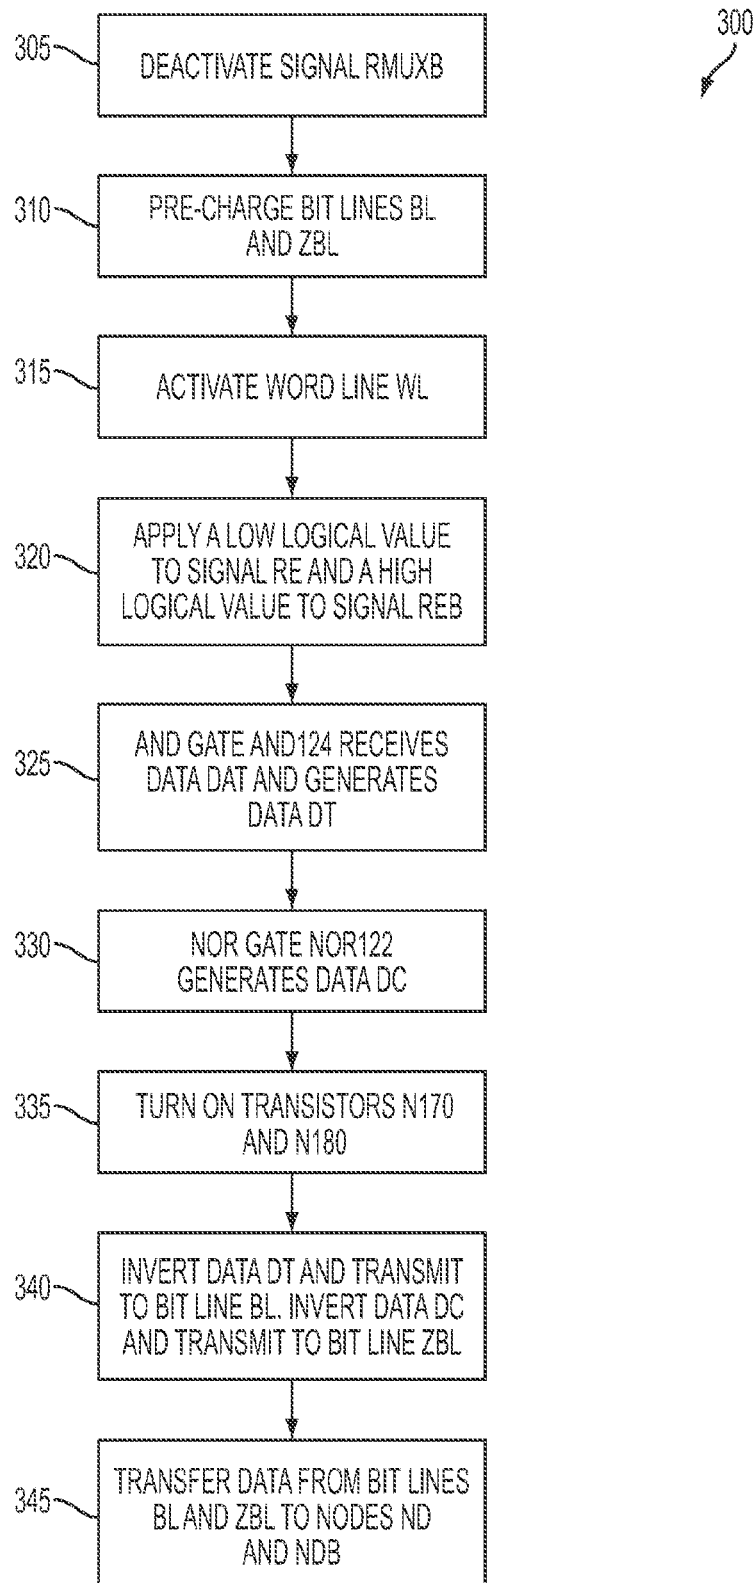 300
305
DEACTIVATE SIGNAL RMUXB
310
PRE-CHARGE BIT LINES BL
AND ZBL
315
ACTIVATE WORD LINE WL
320
APPLY A LOW LOGICAL VALUE
TO SIGNAL RE AND A HIGH
LOGICAL VALUE TO SIGNAL REB
325
AND GATE AND124 RECEIVES
DATA DAT AND GENERATES
DATA DT
330
NOR GATE NOR122
GENERATES DATA DC
335
TURN ON TRANSISTORS N170
AND N180
340
INVERT DATA DT AND TRANSMIT
TO BIT LINE BL. INVERT DATA DC
AND TRANSMIT TO BIT LINE ZBL
345
TRANSFER DATA FROM BIT LINES
BL AND ZBL TO NODES ND
AND NDB